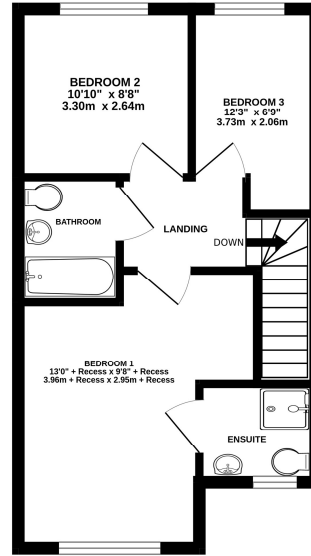 BEDROOM 2
10'10" x 8'8"
3.30m x 2.64m
BEDROOM 3
12'3" x 6'9"
3.73m x 2.06m
BATHROOM
LANDING
DOWN
BEDROOM 1
13'0" + Recess x 9'8" + Recess
3.96m + Recess x 2.95m + Recess
ENSUITE